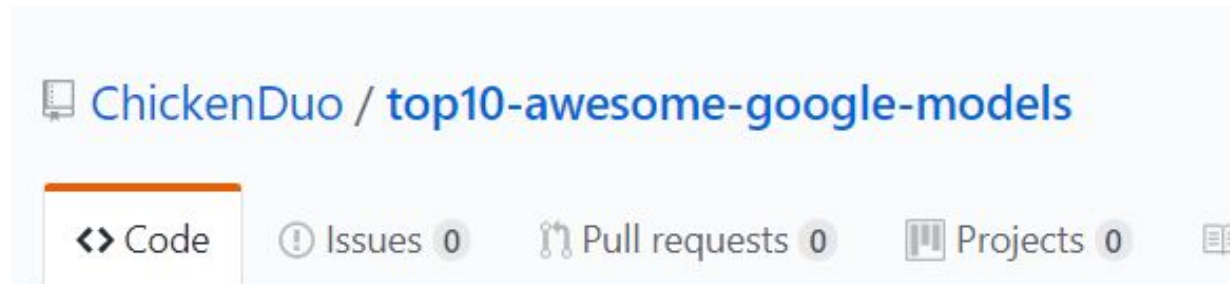 ChickenDuo / top10-awesome-google-models
Code Issues 0 Pull requests 0 Projects 0